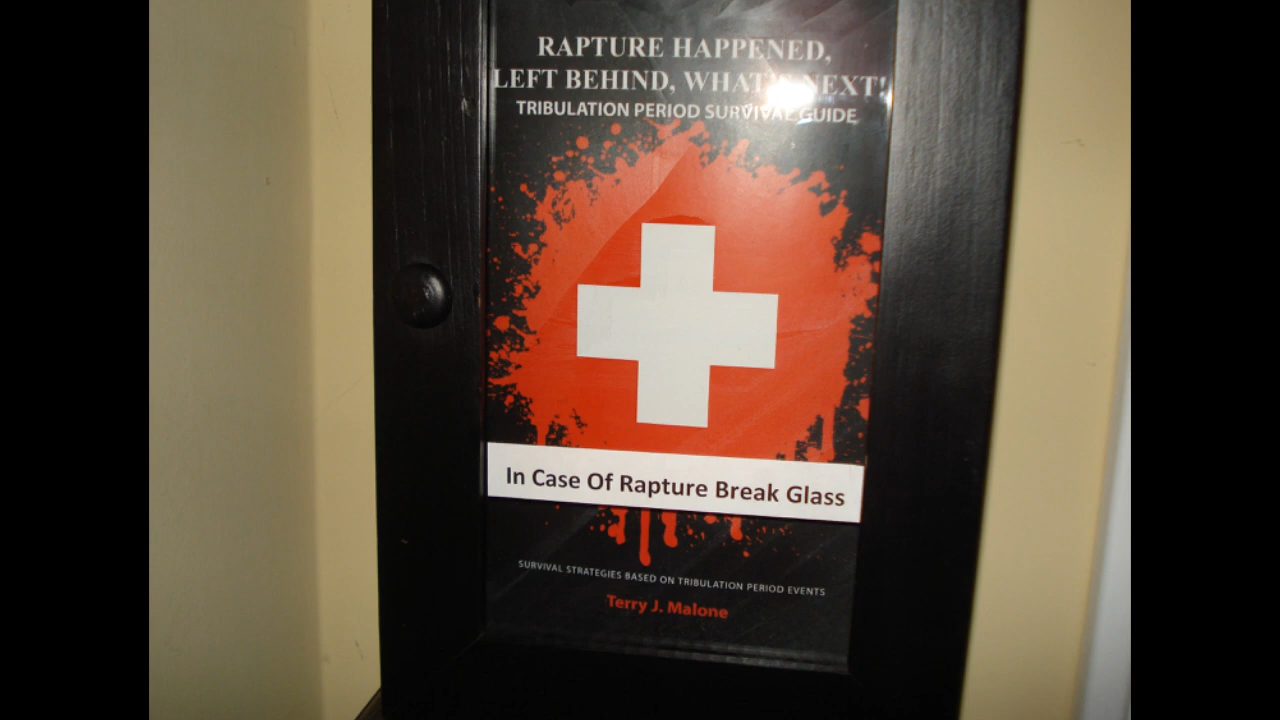 RAPTURE HAPPENED,
LEFT BEHIND, WHAT'S NEXT!
TRIBULATION PERIOD SURVIVAL GUIDE
In Case Of Rapture Break Glass
SURVIVAL STRATEGIES BASED ON TRIBULATION PERIOD EVENTS
Terry J. Malone